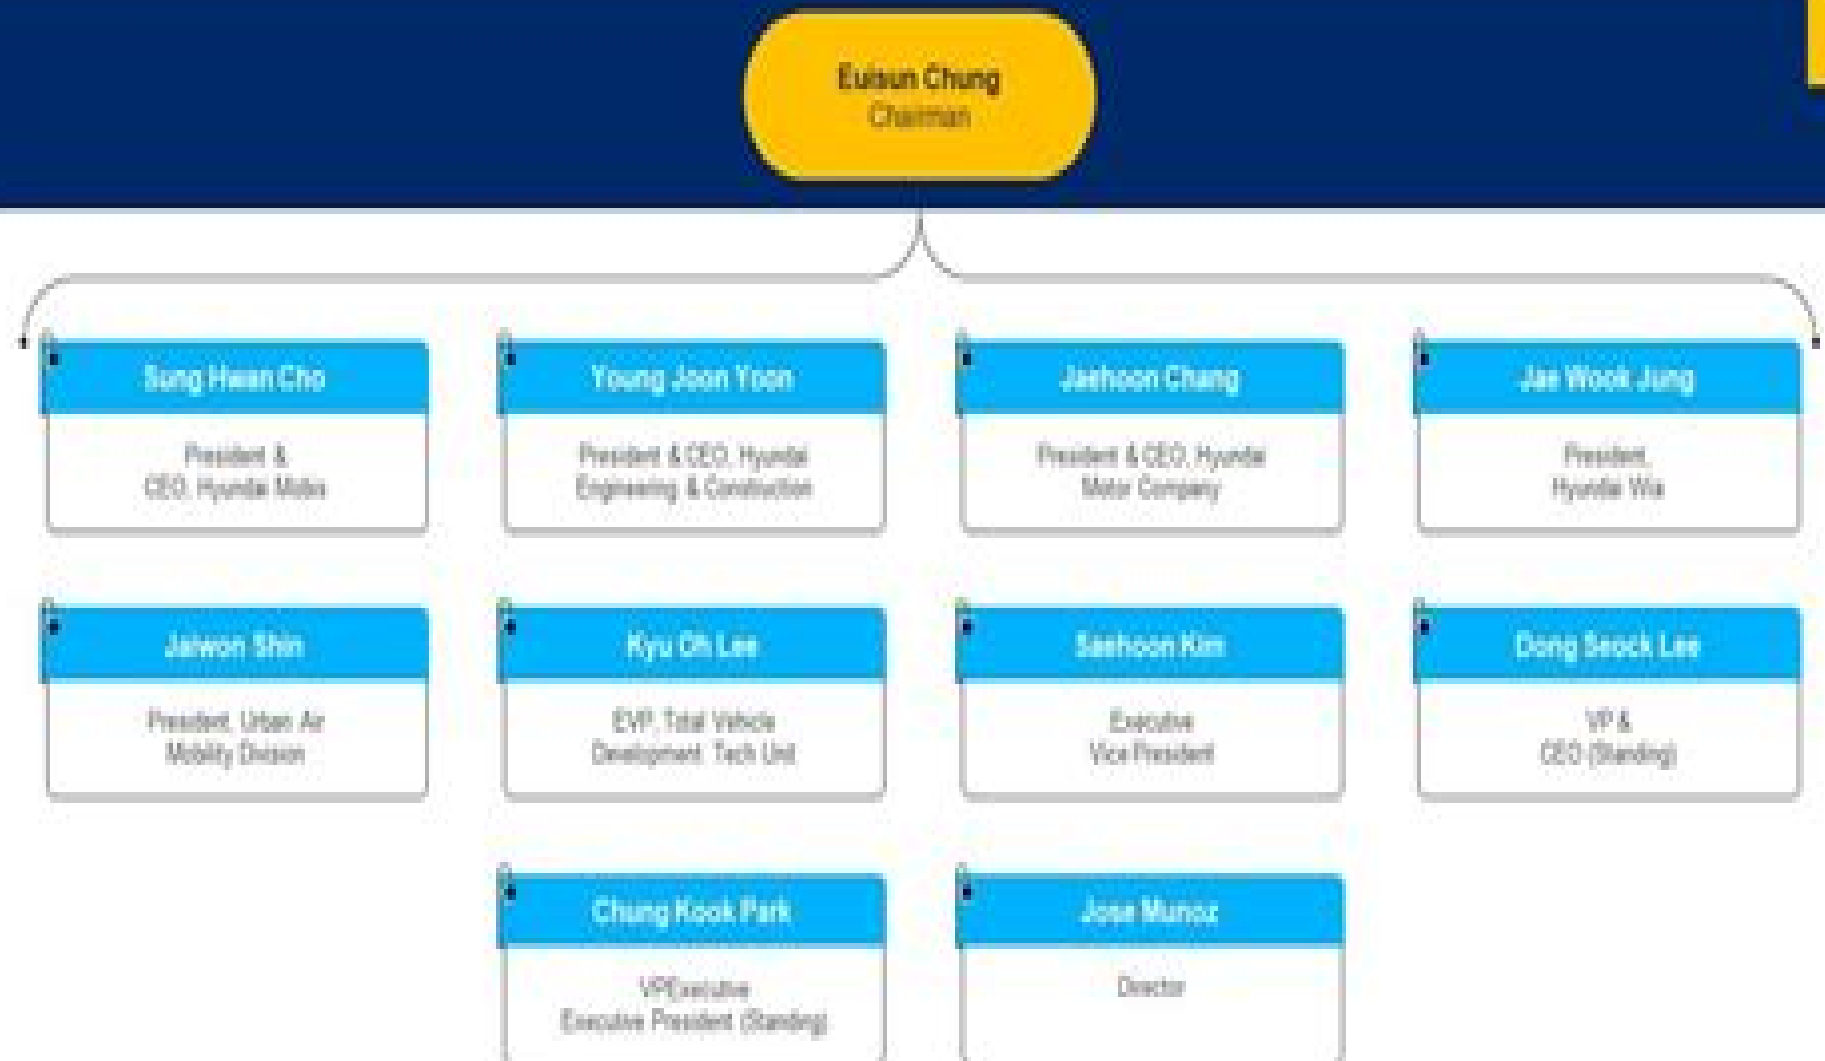 Euisun Chung
Chairman
Sung Hwan Cho
President &
CEO, Hyundai Mobis
Young Joon Yoon
President & CEO, Hyundai
Engineering & Construction
Jaehoon Chang
President & CEO, Hyundai
Motor Company
Jae Wook Jung
President,
Hyundai Wia
Jaiwon Shin
President, Urban Air
Mobility Division
Kyu Oh Lee
EVP, Total Vehicle
Development Tech Unit
Saehoon Kim
Executive
Vice President
Dong Seock Lee
VP &
CEO (Standing)
Chung Kook Park
VPExecutive
Executive President (Standing)
Jose Munoz
Director